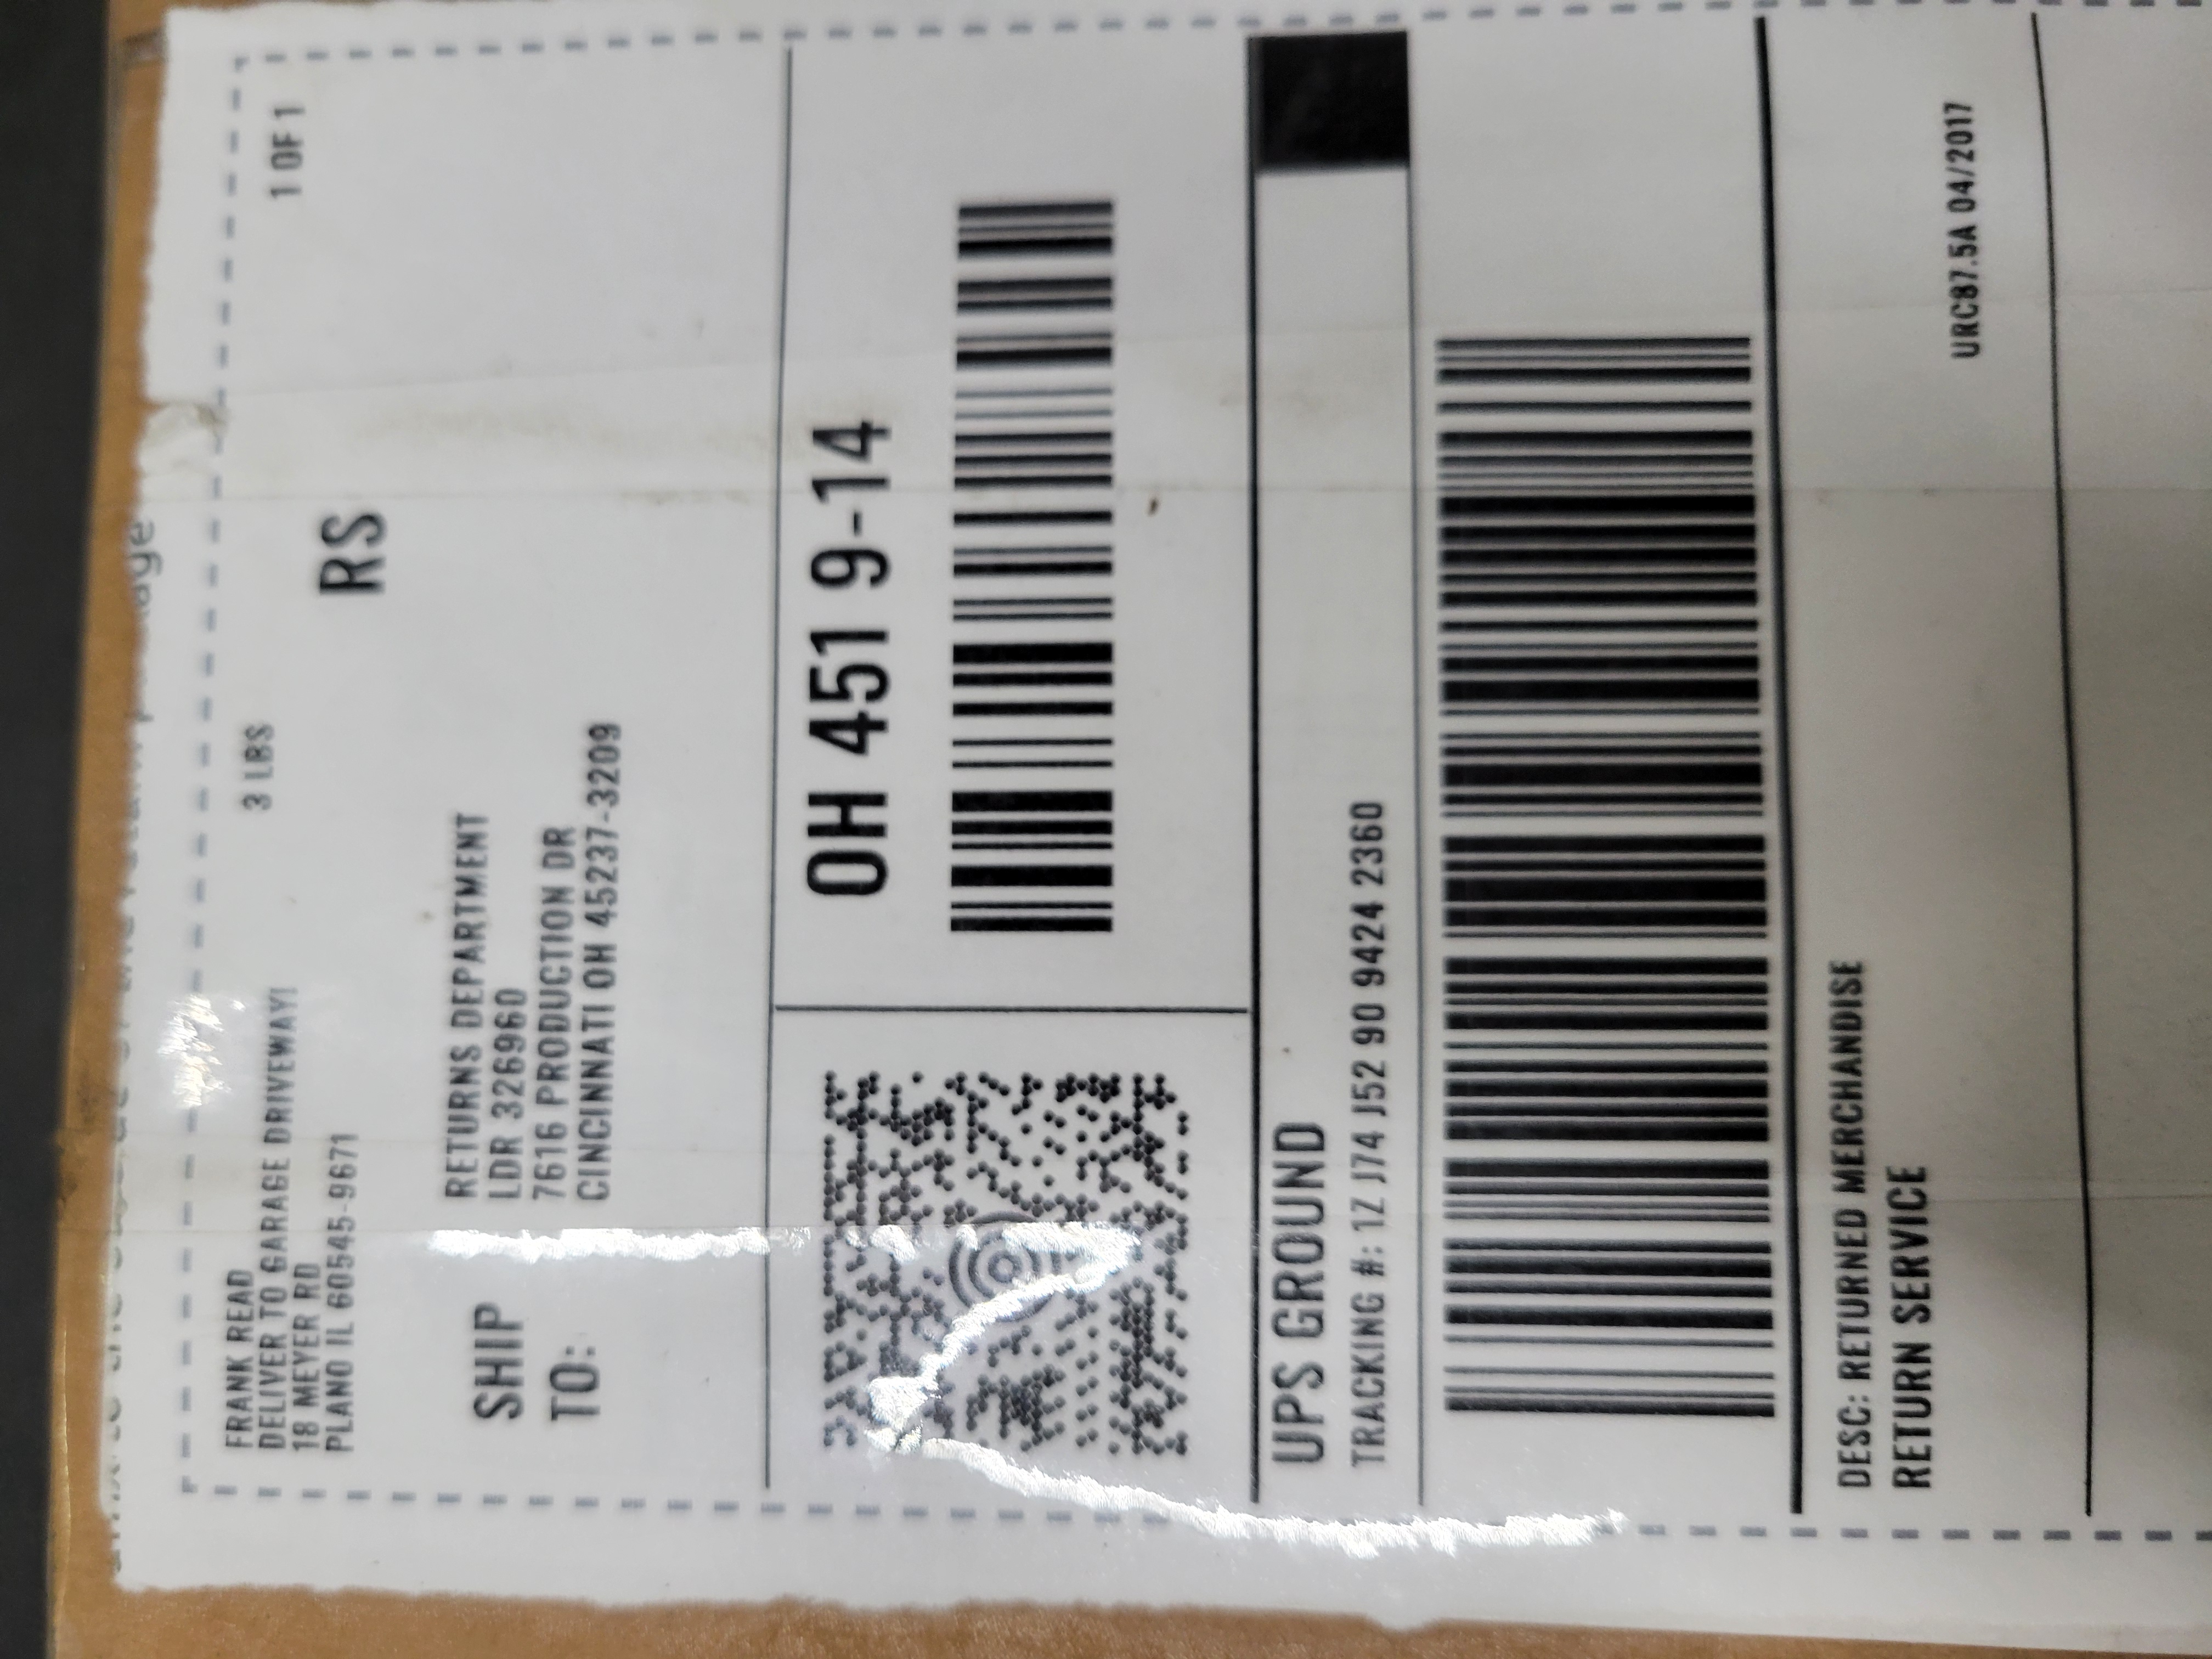 FRANK READ
DELIVER TO GARAGE DRIVEWAY!
18 MEYER RD
PLANO IL 60545-9671
3 LBS
1 OF 1
RS
SHIP
TO:
RETURNS DEPARTMENT
LDR 326960
7616 PRODUCTION DR
CINCINNATI OH 45237-3209
OH 451 9-14
UPS GROUND
TRACKING #: 1Z J74 J52 90 9424 2360
DESC: RETURNED MERCHANDISE
RETURN SERVICE
URC87.5A 04/2017